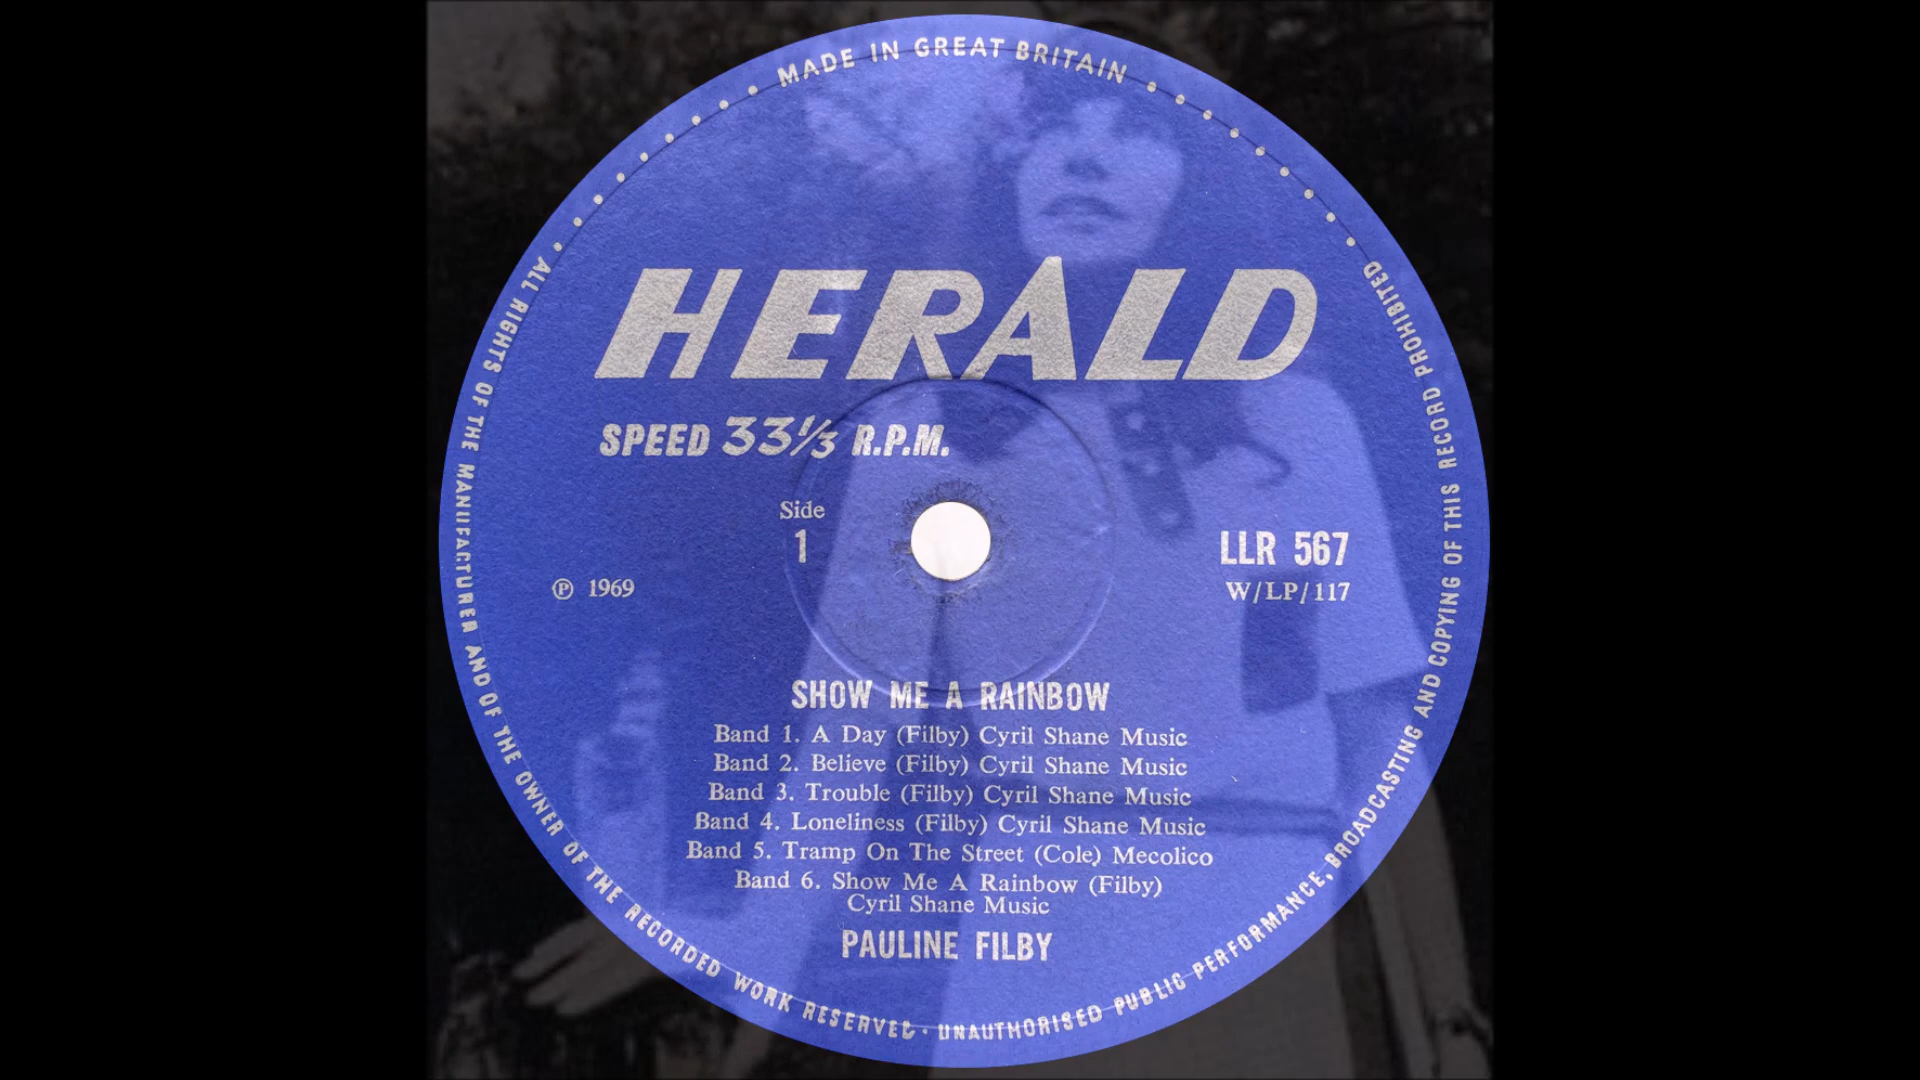 MADE IN GREAT BRITAIN
HERALD
SPEED 33⅓ R.P.M.
Side
1
LLR 567
℗ 1969
W/LP/117
SHOW ME A RAINBOW
Band 1. A Day (Filby) Cyril Shane Music
Band 2. Believe (Filby) Cyril Shane Music
Band 3. Trouble (Filby) Cyril Shane Music
Band 4. Loneliness (Filby) Cyril Shane Music
Band 5. Tramp On The Street (Cole) Mecolico
Band 6. Show Me A Rainbow (Filby)
Cyril Shane Music
PAULINE FILBY
ALL RIGHTS OF THE MANUFACTURER AND OF THE OWNER OF THE RECORDED WORK RESERVED · UNAUTHORISED PUBLIC PERFORMANCE, BROADCASTING AND COPYING OF THIS RECORD PROHIBITED